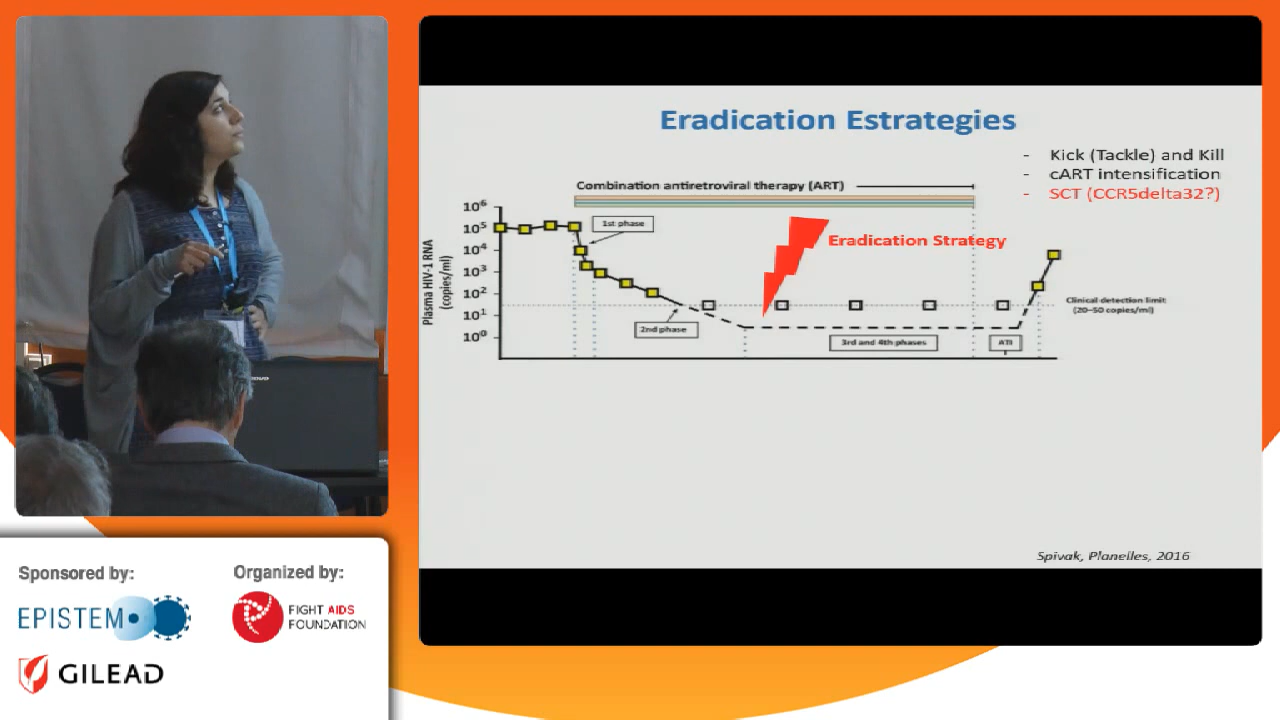 Eradication Estrategies
- Kick (Tackle) and Kill
- cART intensification
- SCT (CCR5delta32?)
Combination antiretroviral therapy (ART)
Plasma HIV-1 RNA
(copies/ml)
10⁶
10⁵
10⁴
10³
10²
10¹
10⁰
1st phase
Eradication Strategy
2nd phase
3rd and 4th phases
ATI
Clinical detection limit
(20–50 copies/ml)
Spivak, Planelles, 2016
Sponsored by:
EPISTEM
GILEAD
Organized by:
FIGHT AIDS
FOUNDATION